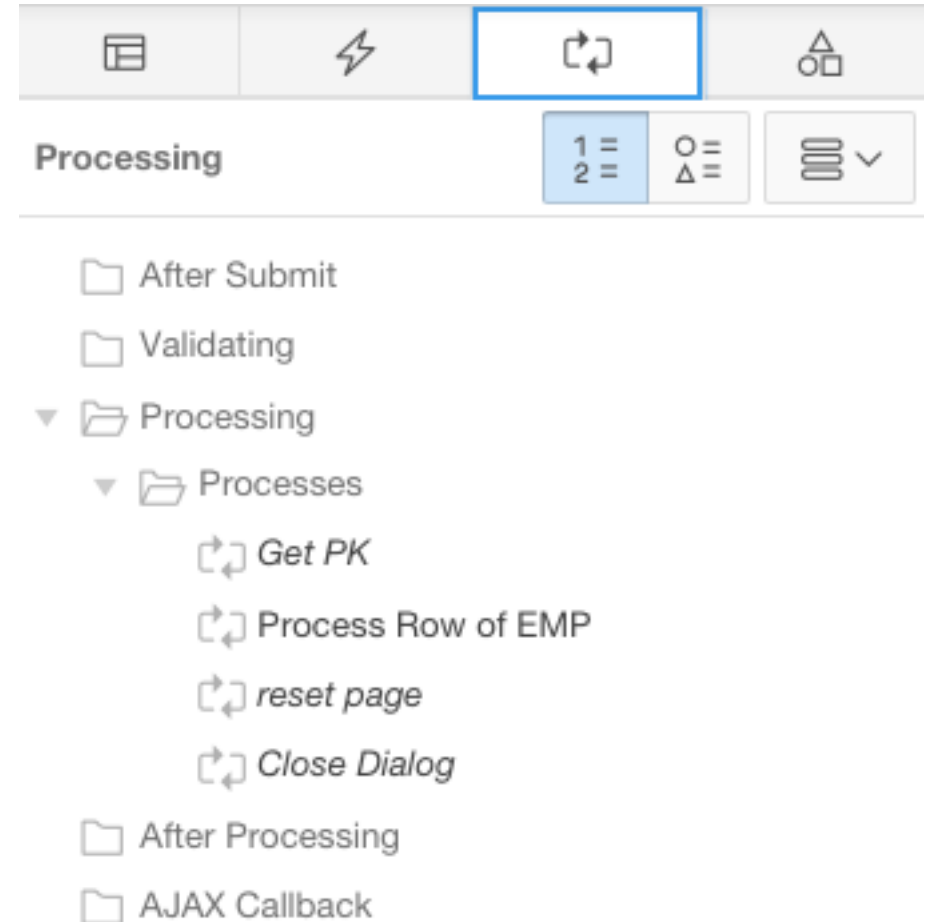 Processing
1
2
After Submit
Validating
Processing
Processes
Get PK
Process Row of EMP
reset page
Close Dialog
After Processing
AJAX Callback